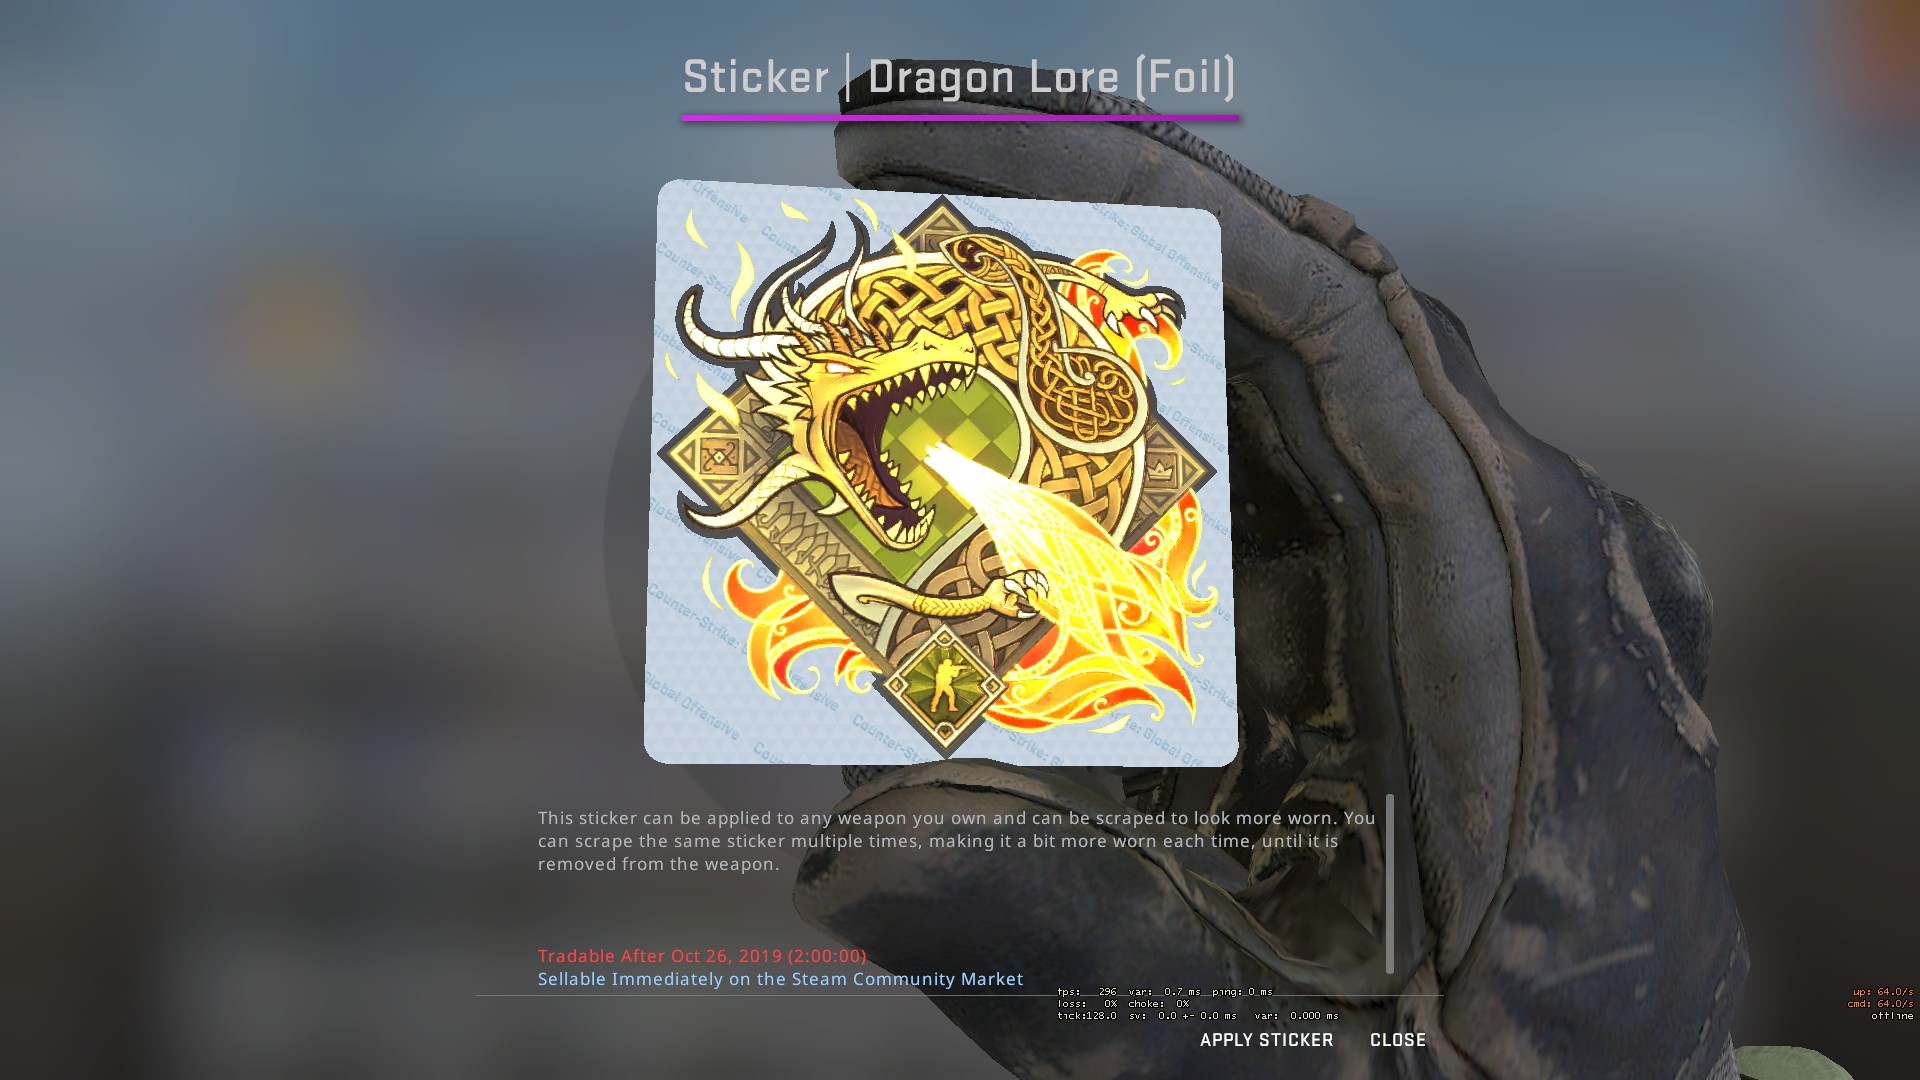 Sticker | Dragon Lore (Foil)
This sticker can be applied to any weapon you own and can be scraped to look more worn. You
can scrape the same sticker multiple times, making it a bit more worn each time, until it is
removed from the weapon.
Tradable After Oct 26, 2019 (2:00:00)
Sellable Immediately on the Steam Community Market
fps: 296 var: 0.7 ms ping: 0 ms
loss: 0% choke: 0%
tick:128.0 sv: 0.0 +- 0.0 ms var: 0.000 ms
up: 64.0/s
cmd: 64.0/s
offline
APPLY STICKER CLOSE